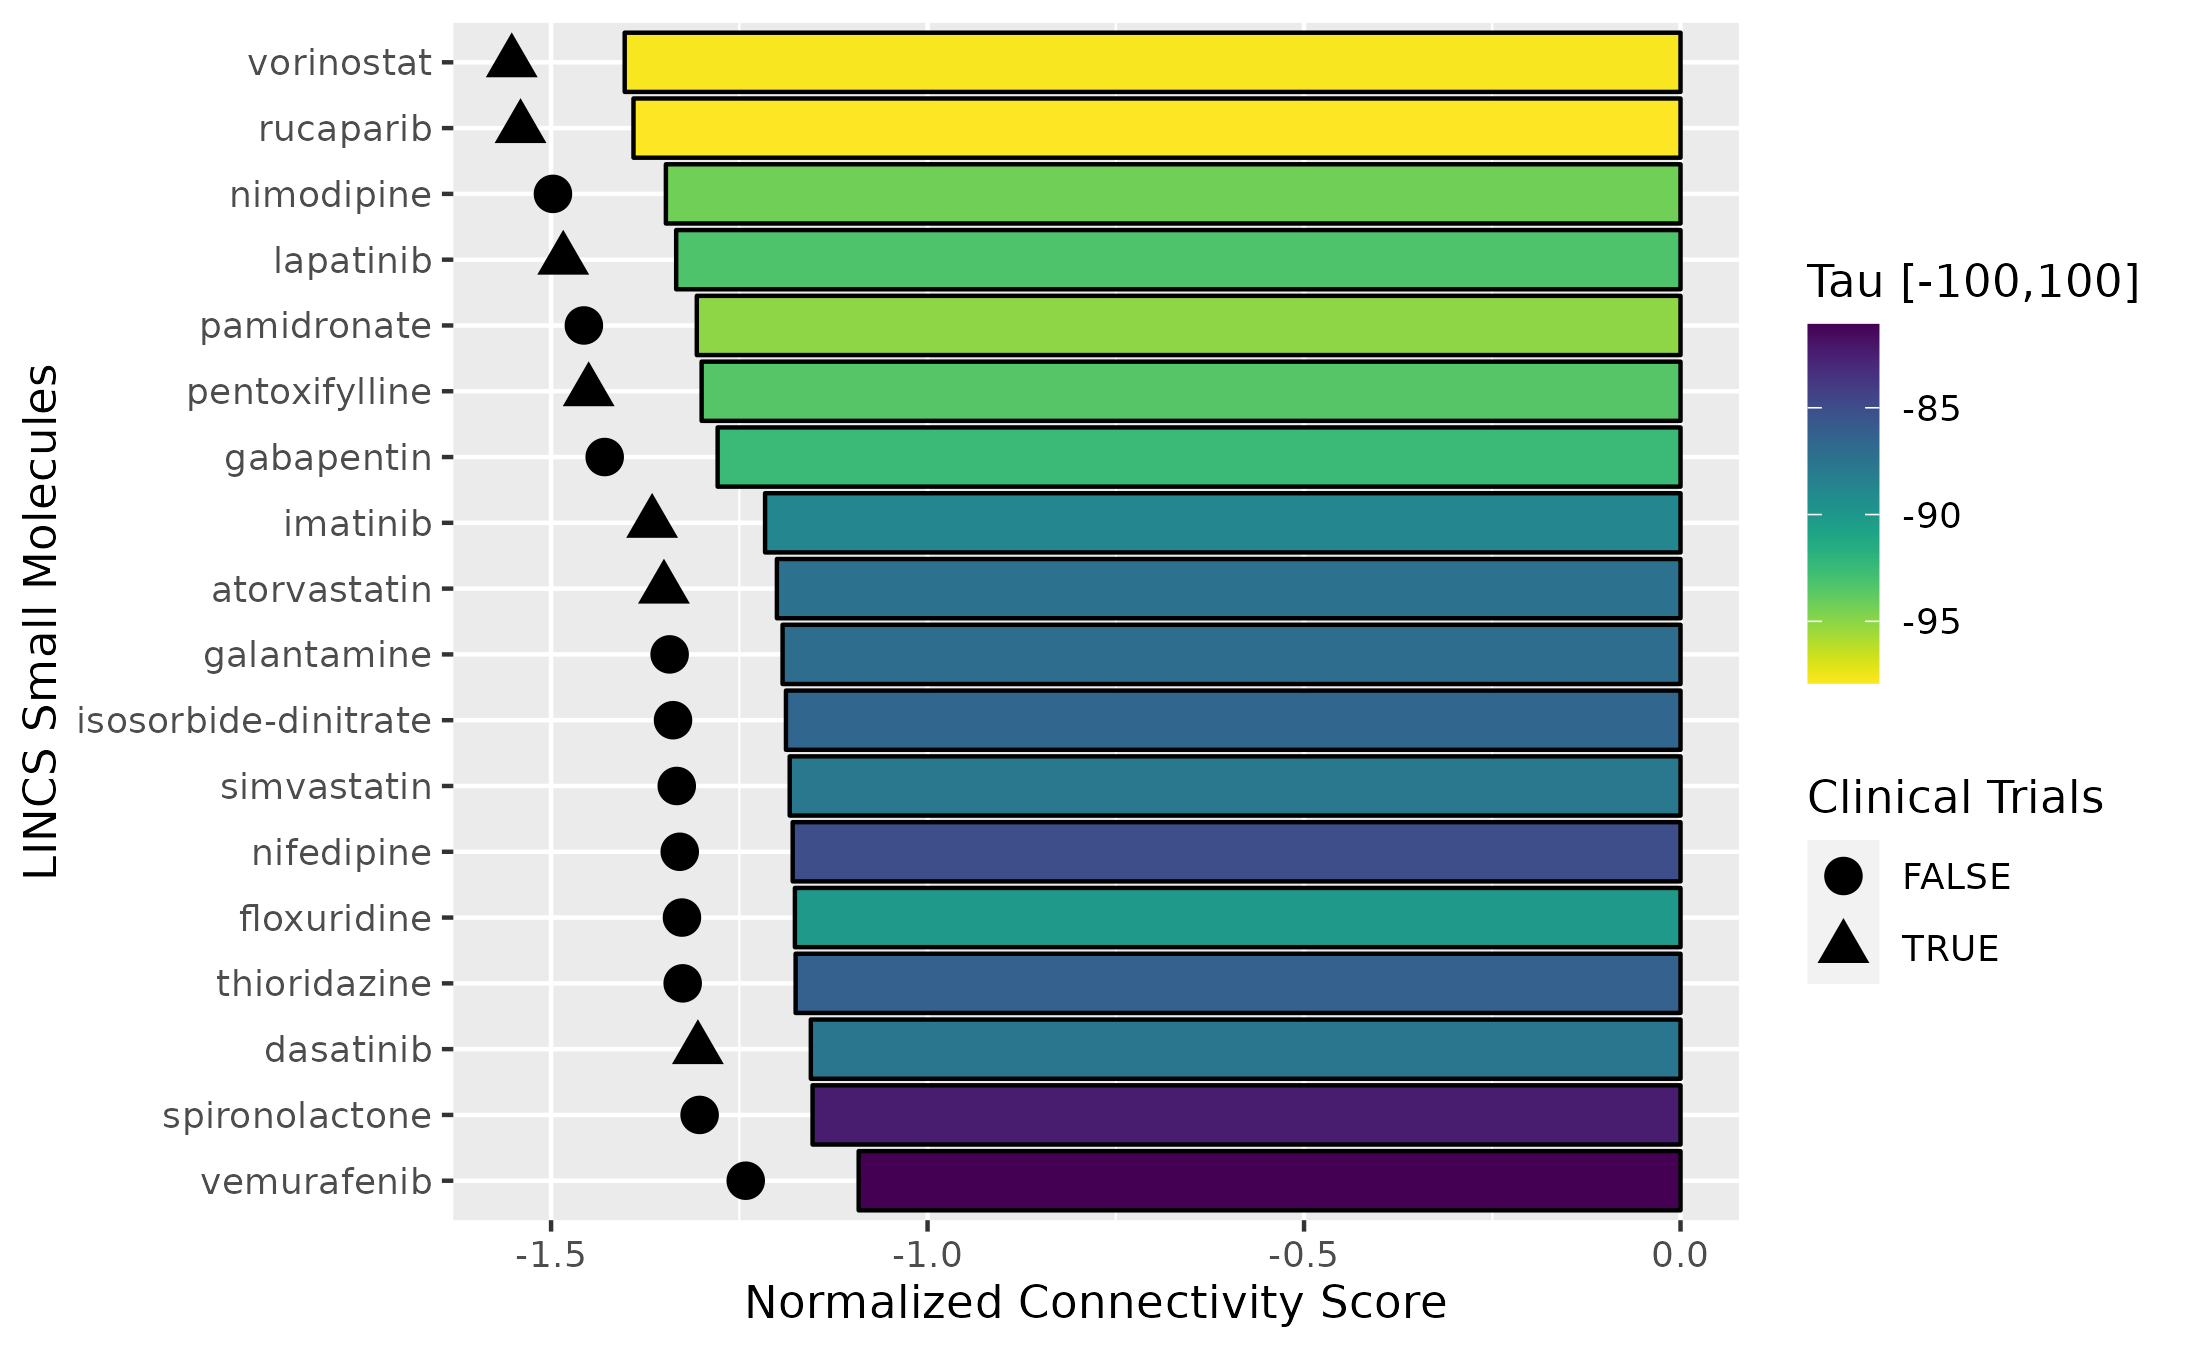 LINCS Small Molecules
vorinostat
rucaparib
nimodipine
lapatinib
pamidronate
pentoxifylline
gabapentin
imatinib
atorvastatin
galantamine
isosorbide-dinitrate
simvastatin
nifedipine
floxuridine
thioridazine
dasatinib
spironolactone
vemurafenib
-1.5
-1.0
-0.5
0.0
Normalized Connectivity Score
Tau [-100,100]
-85
-90
-95
Clinical Trials
FALSE
TRUE